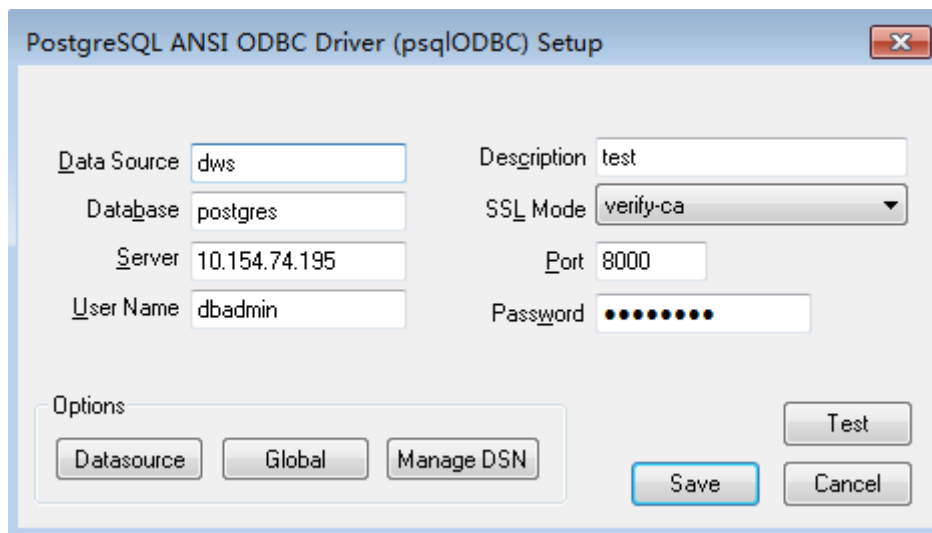 PostgreSQL ANSI ODBC Driver (psqlODBC) Setup
Data Source dws Description test
Database postgres SSL Mode verify-ca
Server 10.154.74.195 Port 8000
User Name dbadmin Password ●●●●●●●●
Options
Datasource Global Manage DSN
Test
Save Cancel